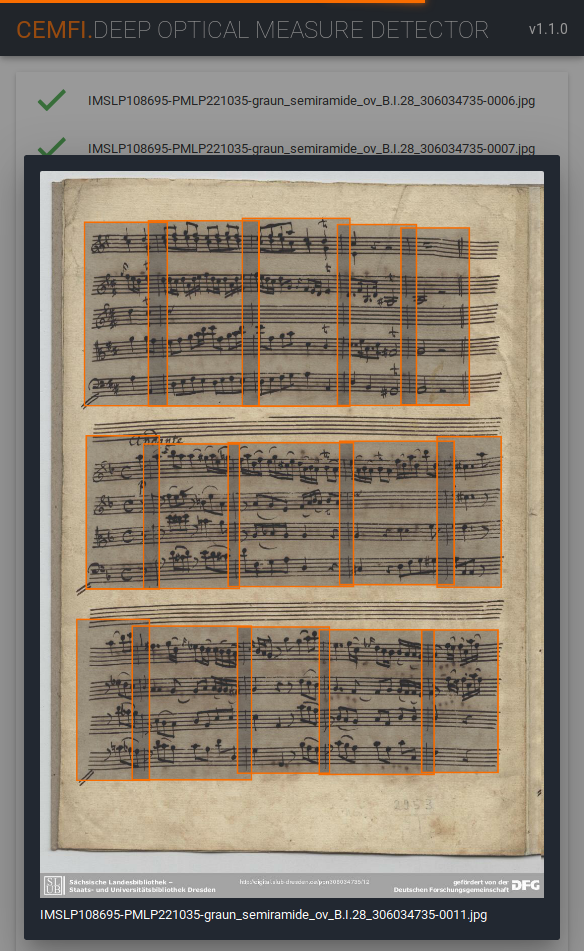 CEMFI.DEEP OPTICAL MEASURE DETECTOR v1.1.0
IMSLP108695-PMLP221035-graun_semiramide_ov_B.I.28_306034735-0006.jpg
IMSLP108695-PMLP221035-graun_semiramide_ov_B.I.28_306034735-0007.jpg
Andante
SLUB
Sächsische Landesbibliothek –
Staats- und Universitätsbibliothek Dresden
http://digital.slub-dresden.de/ppn306034735/12
gefördert von der
Deutschen Forschungsgemeinschaft
DFG
IMSLP108695-PMLP221035-graun_semiramide_ov_B.I.28_306034735-0011.jpg